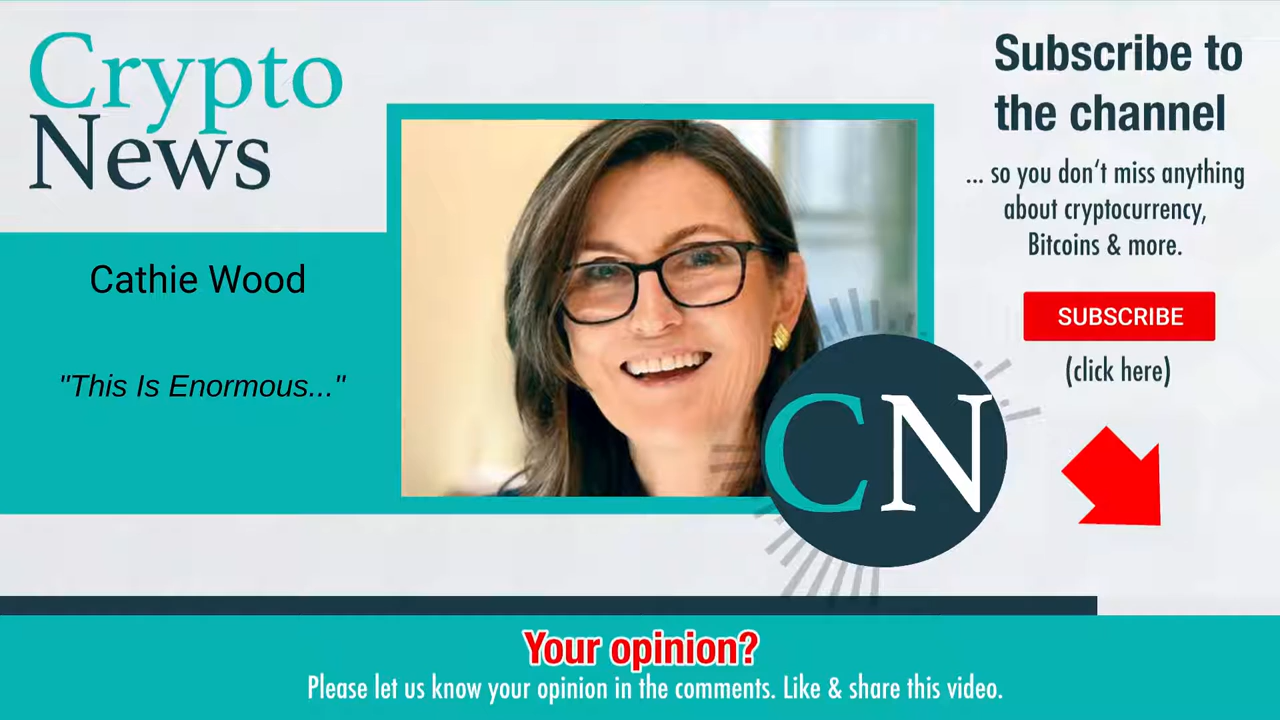 Crypto
News
Cathie Wood
"This Is Enormous..."
CN
Subscribe to
the channel
... so you don‘t miss anything
about cryptocurrency,
Bitcoins & more.
SUBSCRIBE
(click here)
Your opinion?
Please let us know your opinion in the comments. Like & share this video.